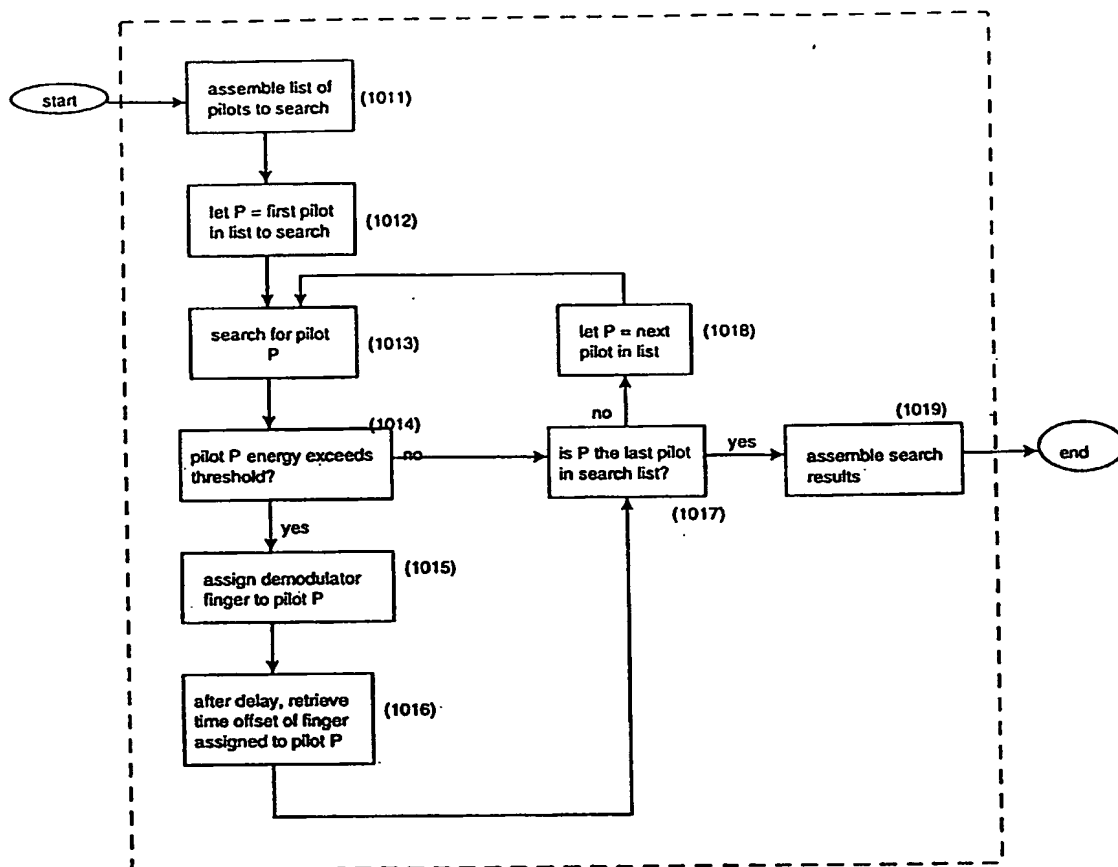 start
assemble list of
pilots to search
(1011)
let P = first pilot
in list to search
(1012)
search for pilot
P
(1013)
let P = next
pilot in list
(1018)
(1014)
pilot P energy exceeds
threshold?
no
no
is P the last pilot
in search list?
(1017)
yes
(1019)
assemble search
results
end
yes
assign demodulator
finger to pilot P
(1015)
after delay, retrieve
time offset of finger
assigned to pilot P
(1016)